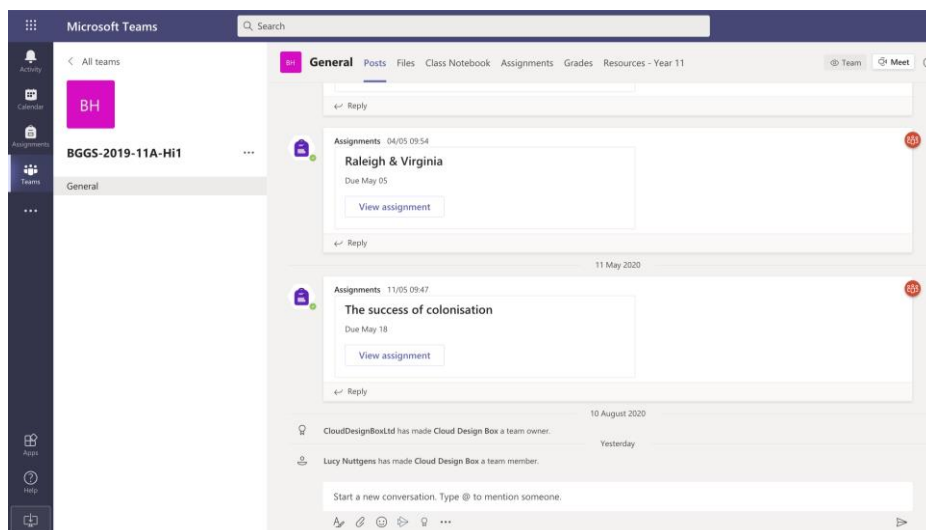 Microsoft Teams
Search
Activity
Calendar
Assignments
Teams
Apps
Help
All teams
BH
BGGS-2019-11A-Hi1
General
BH General Posts Files Class Notebook Assignments Grades Resources - Year 11 Team Meet
Reply
Assignments 04/05 09:54
Raleigh & Virginia
Due May 05
View assignment
Reply
11 May 2020
Assignments 11/05 09:47
The success of colonisation
Due May 18
View assignment
Reply
10 August 2020
CloudDesignBoxLtd has made Cloud Design Box a team owner.
Yesterday
Lucy Nuttgens has made Cloud Design Box a team member.
Start a new conversation. Type @ to mention someone.